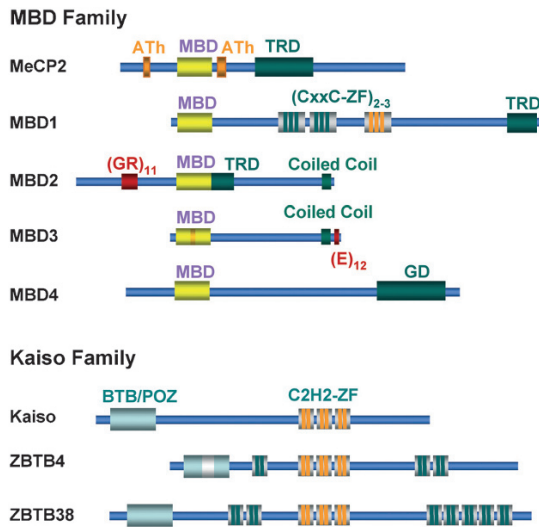 MBD Family
ATh MBD ATh TRD
MeCP2
MBD (CxxC-ZF)2-3 TRD
MBD1
(GR)11 MBD TRD Coiled Coil
MBD2
MBD Coiled Coil
MBD3
(E)12
MBD GD
MBD4
Kaiso Family
BTB/POZ C2H2-ZF
Kaiso
ZBTB4
ZBTB38